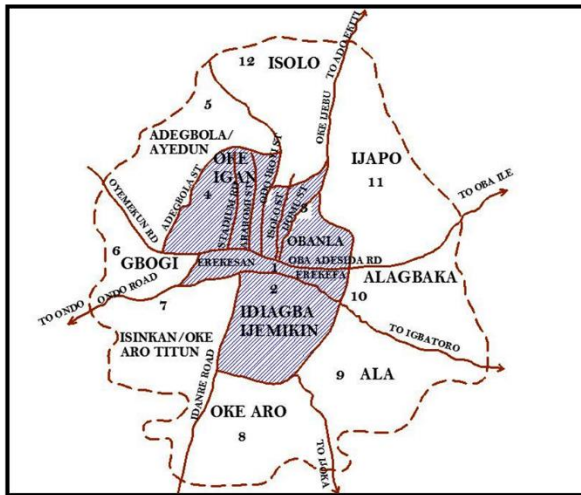 12
ISOLO
TO ADO EKITI
OKE IJEBU
5
ADEGBOLA/
AYEDUN
OKE
IGAN
4
ADEGBOLA ST
OYEMEKUN RD
STADIUM RD
ARAROMI ST
ISOLO ST
IJOMU ST
3
OBANLA
IJAPO
11
TO OBA ILE
6
GBOGI
EREKESAN
1
OBA ADESIDA RD
EREKEFA
ALAGBAKA
10
ONDO ROAD
TO ONDO
7
2
IDIAGBA
IJEMIKIN
TO IGBATORO
ISINKAN/OKE
ARO TITUN
IDANRE ROAD
9 ALA
OKE ARO
8
TO IJOKA